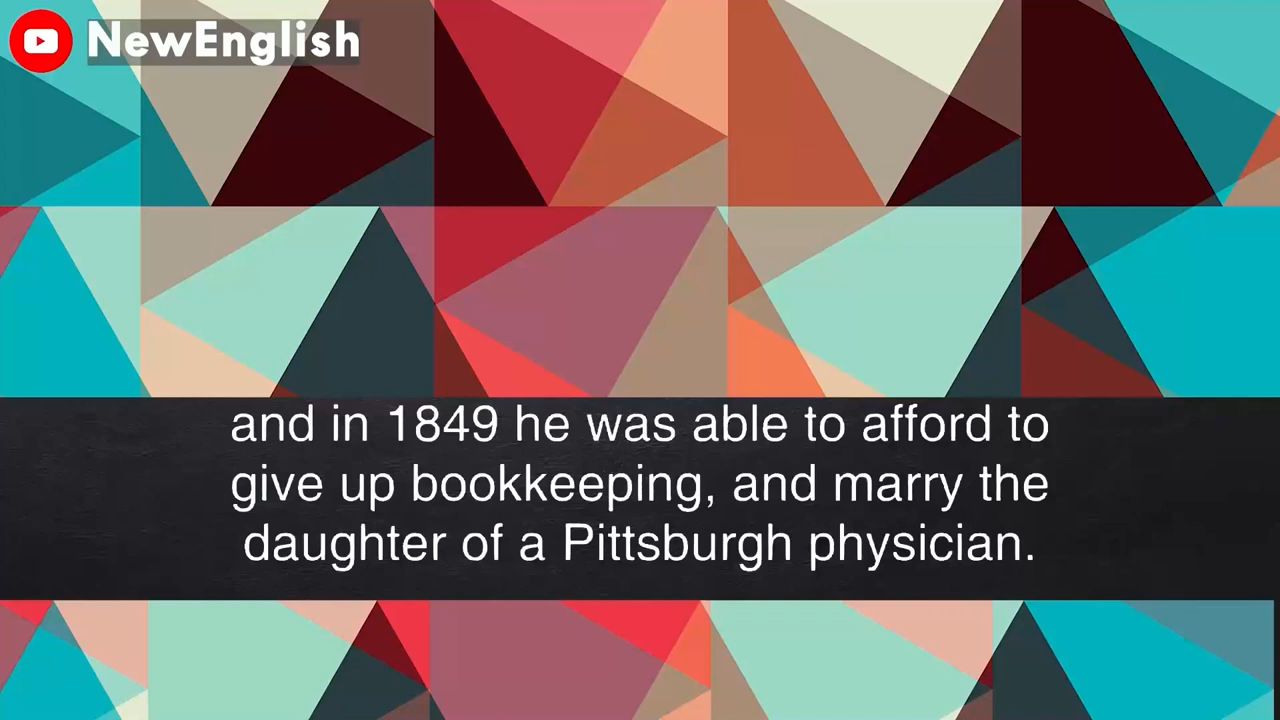 NewEnglish
and in 1849 he was able to afford to
give up bookkeeping, and marry the
daughter of a Pittsburgh physician.